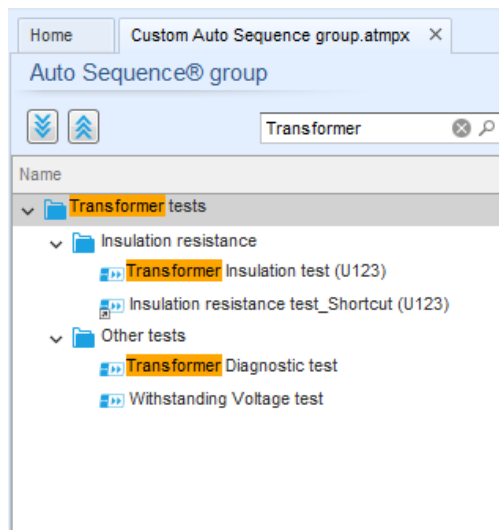 Home
Custom Auto Sequence group.atmpx
Auto Sequence® group
Transformer
Name
Transformer tests
Insulation resistance
Transformer Insulation test (U123)
Insulation resistance test_Shortcut (U123)
Other tests
Transformer Diagnostic test
Withstanding Voltage test